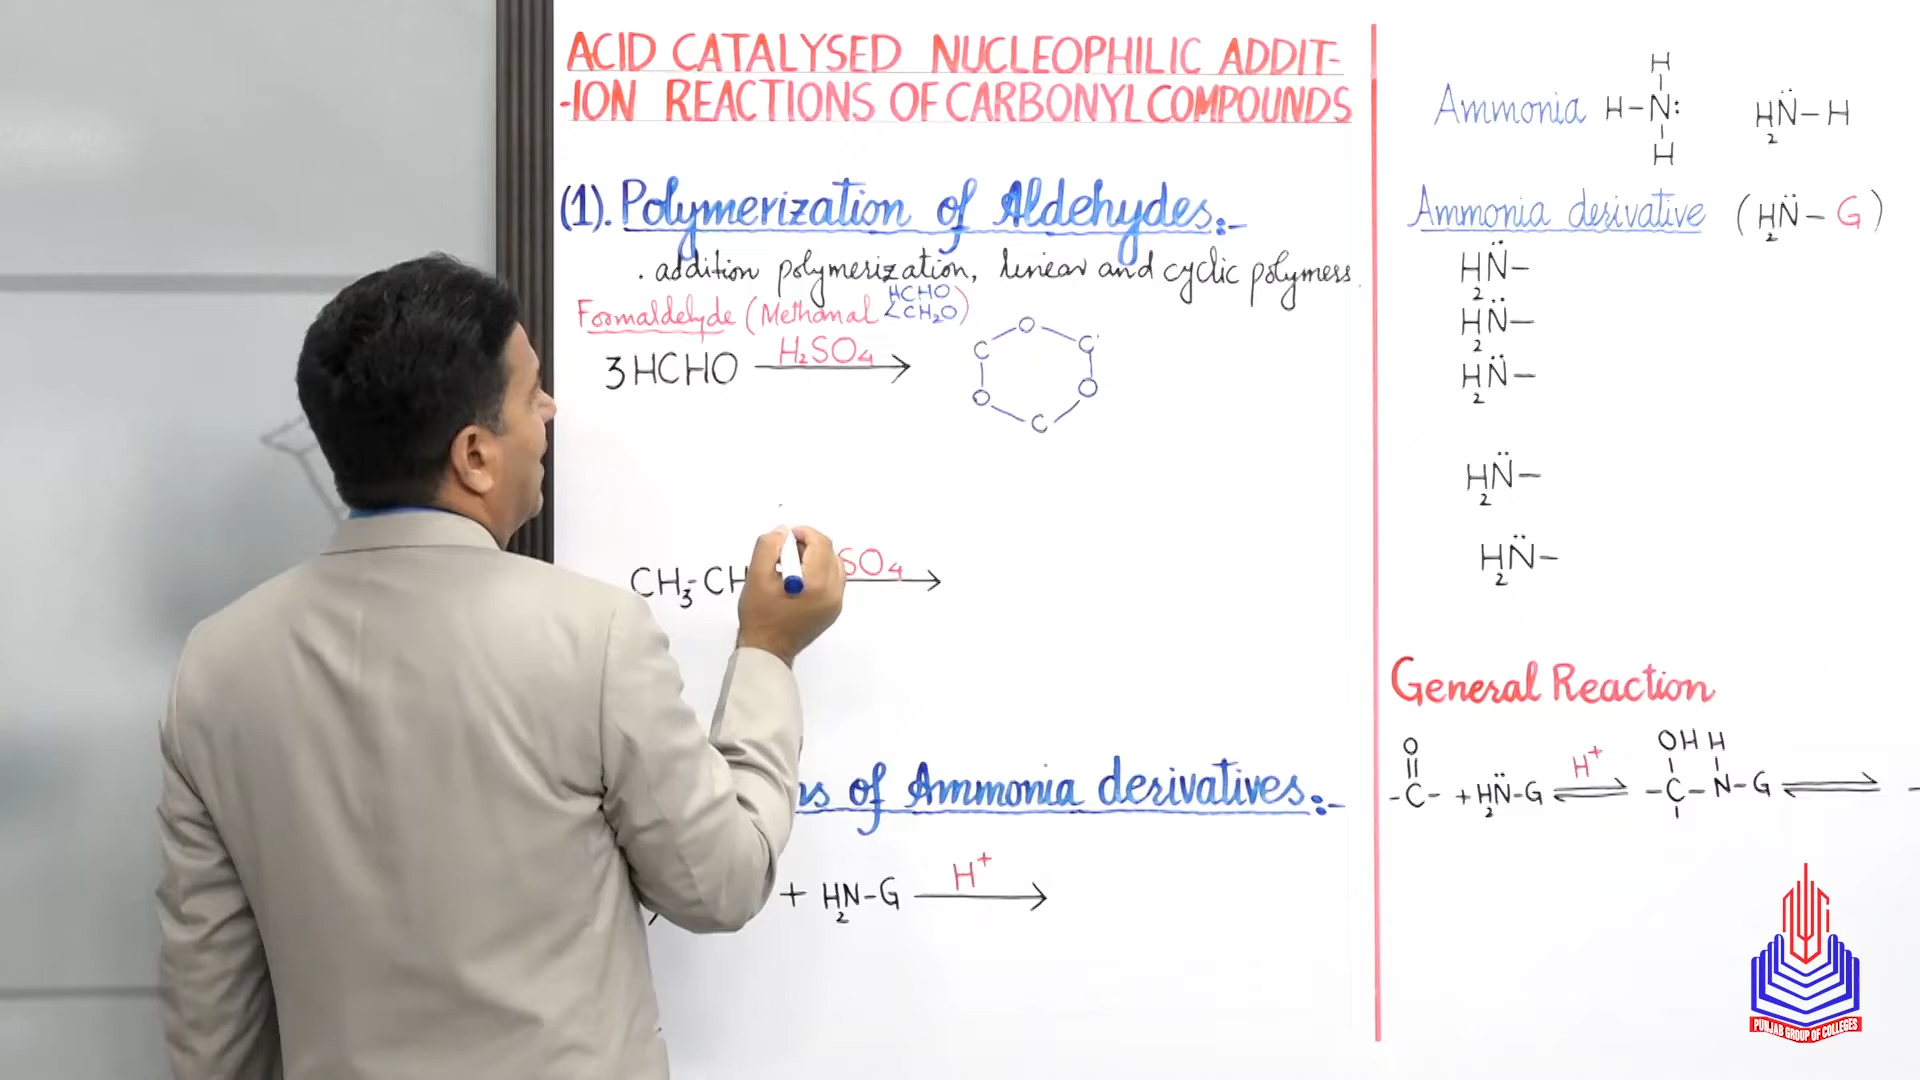 ACID CATALYSED NUCLEOPHILIC ADDIT-
-ION REACTIONS OF CARBONYL COMPOUNDS
(1). Polymerization of Aldehydes:-
. addition polymerization, linear and cyclic polymers.
Formaldelyde (Methanal < HCHO CH₂O)
3HCHO H₂SO₄ →
O
C C
O O
C
CH₃-CH SO₄ →
of Ammonia derivatives:-
+ H₂N-G H⁺ →
H
Ammonia H-N: H₂N̈-H
H
Ammonia derivative (H₂N̈-G)
H₂N̈-
H₂N̈-
H₂N̈-
H₂N̈-
H₂N̈-
General Reaction
O OH H
-C- + H₂N̈-G H⁺ ⇌ -C-N-G ⇌ -
PUNJAB GROUP OF COLLEGES